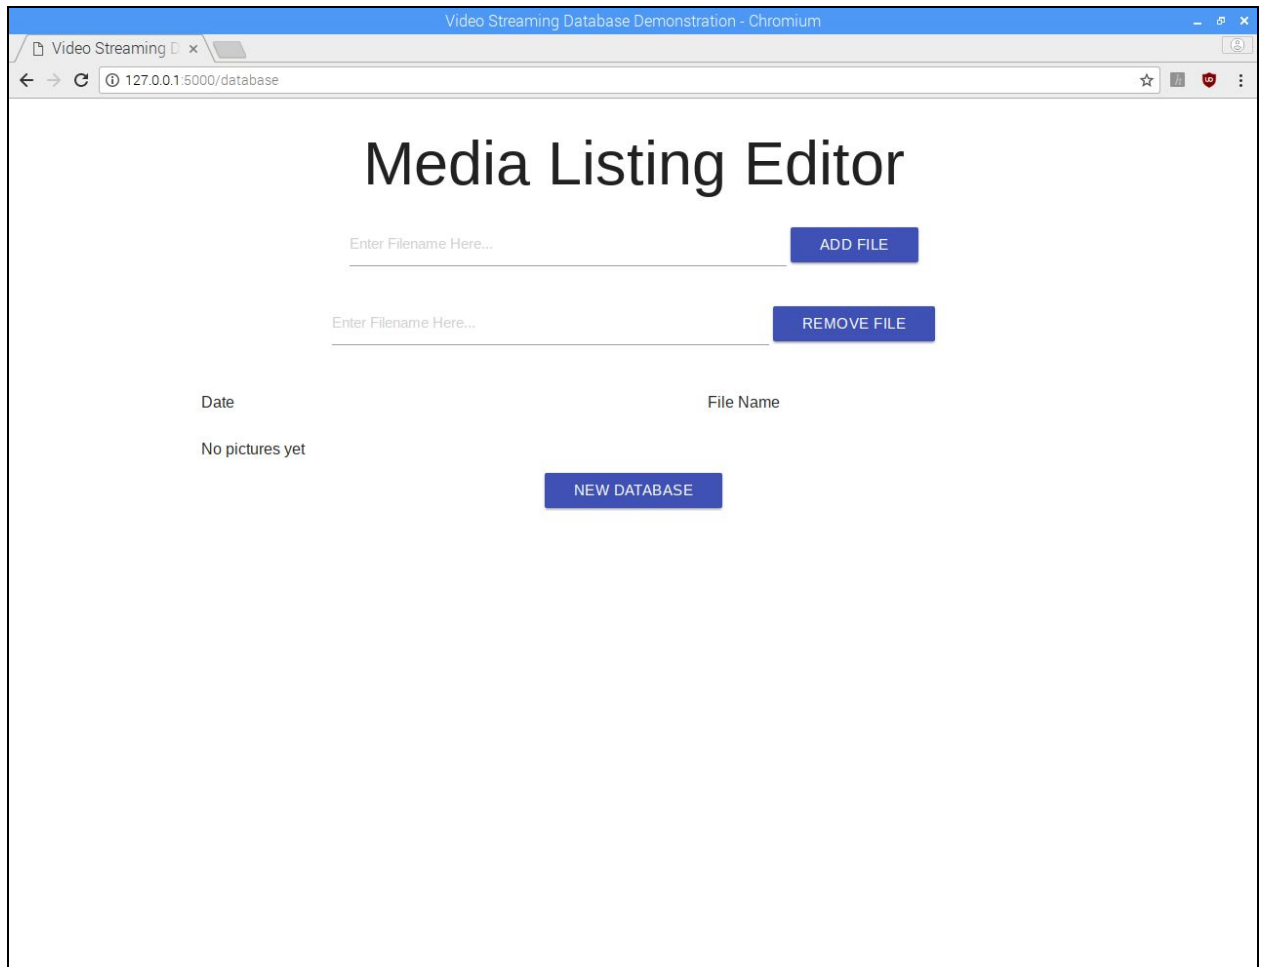 Video Streaming Database Demonstration - Chromium
Video Streaming D
127.0.0.1:5000/database
Media Listing Editor
Enter Filename Here... ADD FILE
Enter Filename Here... REMOVE FILE
Date File Name
No pictures yet
NEW DATABASE